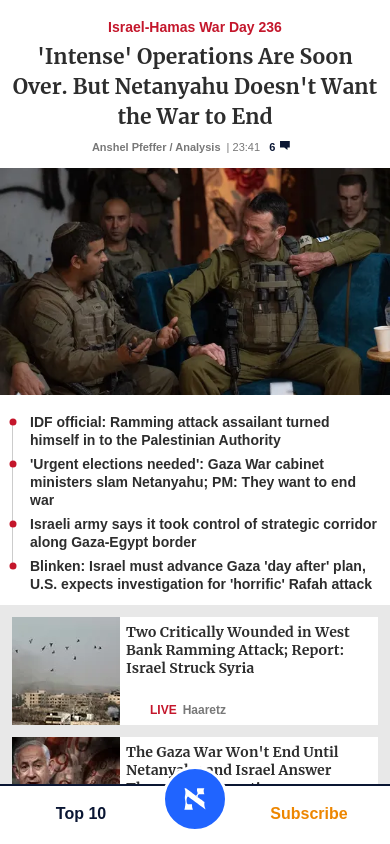 Israel-Hamas War Day 236
'Intense' Operations Are Soon
Over. But Netanyahu Doesn't Want
the War to End
Anshel Pfeffer / Analysis | 23:41 6
IDF official: Ramming attack assailant turned
himself in to the Palestinian Authority
'Urgent elections needed': Gaza War cabinet
ministers slam Netanyahu; PM: They want to end
war
Israeli army says it took control of strategic corridor
along Gaza-Egypt border
Blinken: Israel must advance Gaza 'day after' plan,
U.S. expects investigation for 'horrific' Rafah attack
Two Critically Wounded in West
Bank Ramming Attack; Report:
Israel Struck Syria
LIVE Haaretz
The Gaza War Won't End Until
and Israel Answer
Top 10
Subscribe